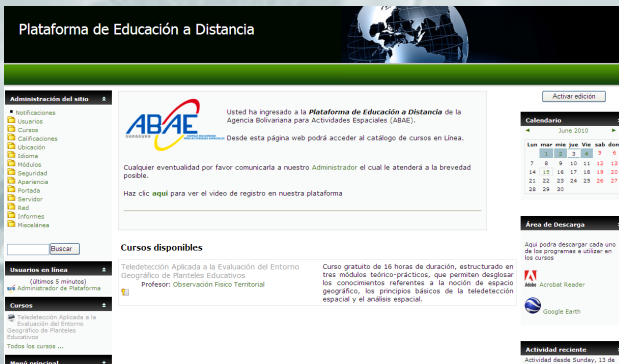 Plataforma de Educación a Distancia
Administración del sitio
Notificaciones
Usuarios
Cursos
Calificaciones
Ubicación
Idioma
Módulos
Seguridad
Apariencia
Portada
Servidor
Red
Informes
Miscelánea
Buscar
Usuarios en línea
(últimos 5 minutos)
Administrador de Plataforma
Cursos
Teledetección Aplicada a la
Evaluación del Entorno
Geográfico de Planteles
Educativos
Todos los cursos ...
Menú principal
ABAE
Usted ha ingresado a la Plataforma de Educación a Distancia de la
Agencia Bolivariana para Actividades Espaciales (ABAE).
Desde esta página web podrá acceder al catálogo de cursos en Línea.
Cualquier eventualidad por favor comunicarla a nuestro Administrador el cual le atenderá a la brevedad
posible.
Haz clic aquí para ver el video de registro en nuestra plataforma
Cursos disponibles
Teledetección Aplicada a la Evaluación del Entorno
Geográfico de Planteles Educativos
Profesor: Observación Físico Territorial
Curso gratuito de 16 horas de duración, estructurado en
tres módulos teórico-prácticos, que permiten desglosar
los conocimientos referentes a la noción de espacio
geográfico, los principios básicos de la teledetección
espacial y el análisis espacial.
Activar edición
Calendario
June 2010
Lun mar mie jue Vie sab dom
1 2 3 4 5 6
7 8 9 10 11 12 13
14 15 16 17 18 19 20
21 22 23 24 25 26 27
28 29 30
Área de Descarga
Aqui podra descargar cada uno
de los programas a utilizar en
los cursos
Acrobat Reader
Google Earth
Actividad reciente
Actividad desde Sunday, 13 de